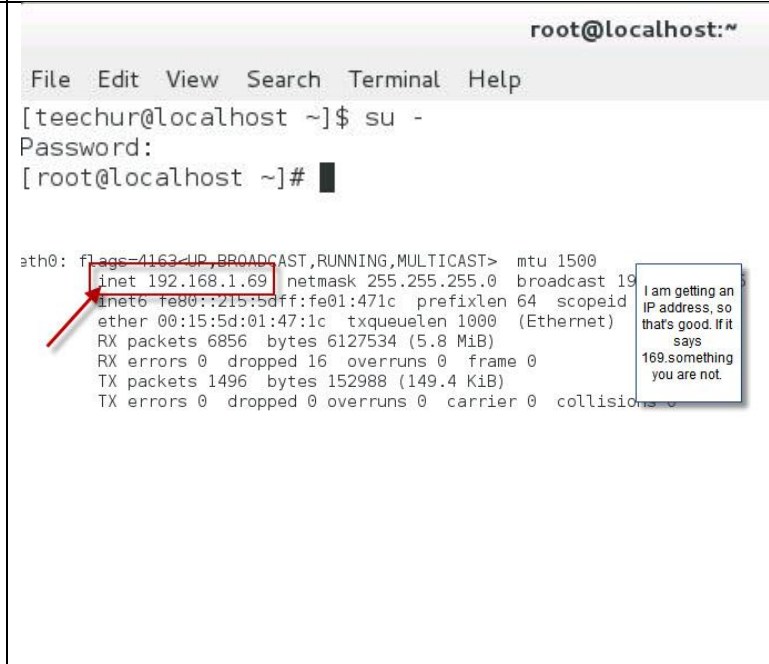 root@localhost:~
File Edit View Search Terminal Help
[teechur@localhost ~]$ su -
Password:
[root@localhost ~]#
eth0: flags=4163<UP,BROADCAST,RUNNING,MULTICAST> mtu 1500
inet 192.168.1.69 netmask 255.255.255.0 broadcast
inet6 fe80::215:5dff:fe01:471c prefixlen 64 scopeid
ether 00:15:5d:01:47:1c txqueuelen 1000 (Ethernet)
RX packets 6856 bytes 6127534 (5.8 MiB)
RX errors 0 dropped 16 overruns 0 frame 0
TX packets 1496 bytes 152988 (149.4 KiB)
TX errors 0 dropped 0 overruns 0 carrier 0 collisions 0
I am getting an
IP address, so
that's good. If it
says
169.something
you are not.